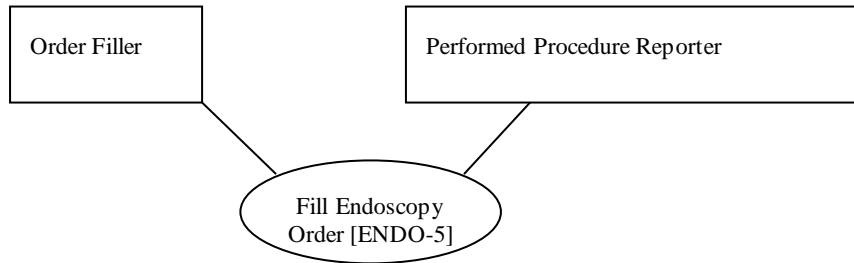 Order Filler
Performed Procedure Reporter
Fill Endoscopy
Order [ENDO-5]